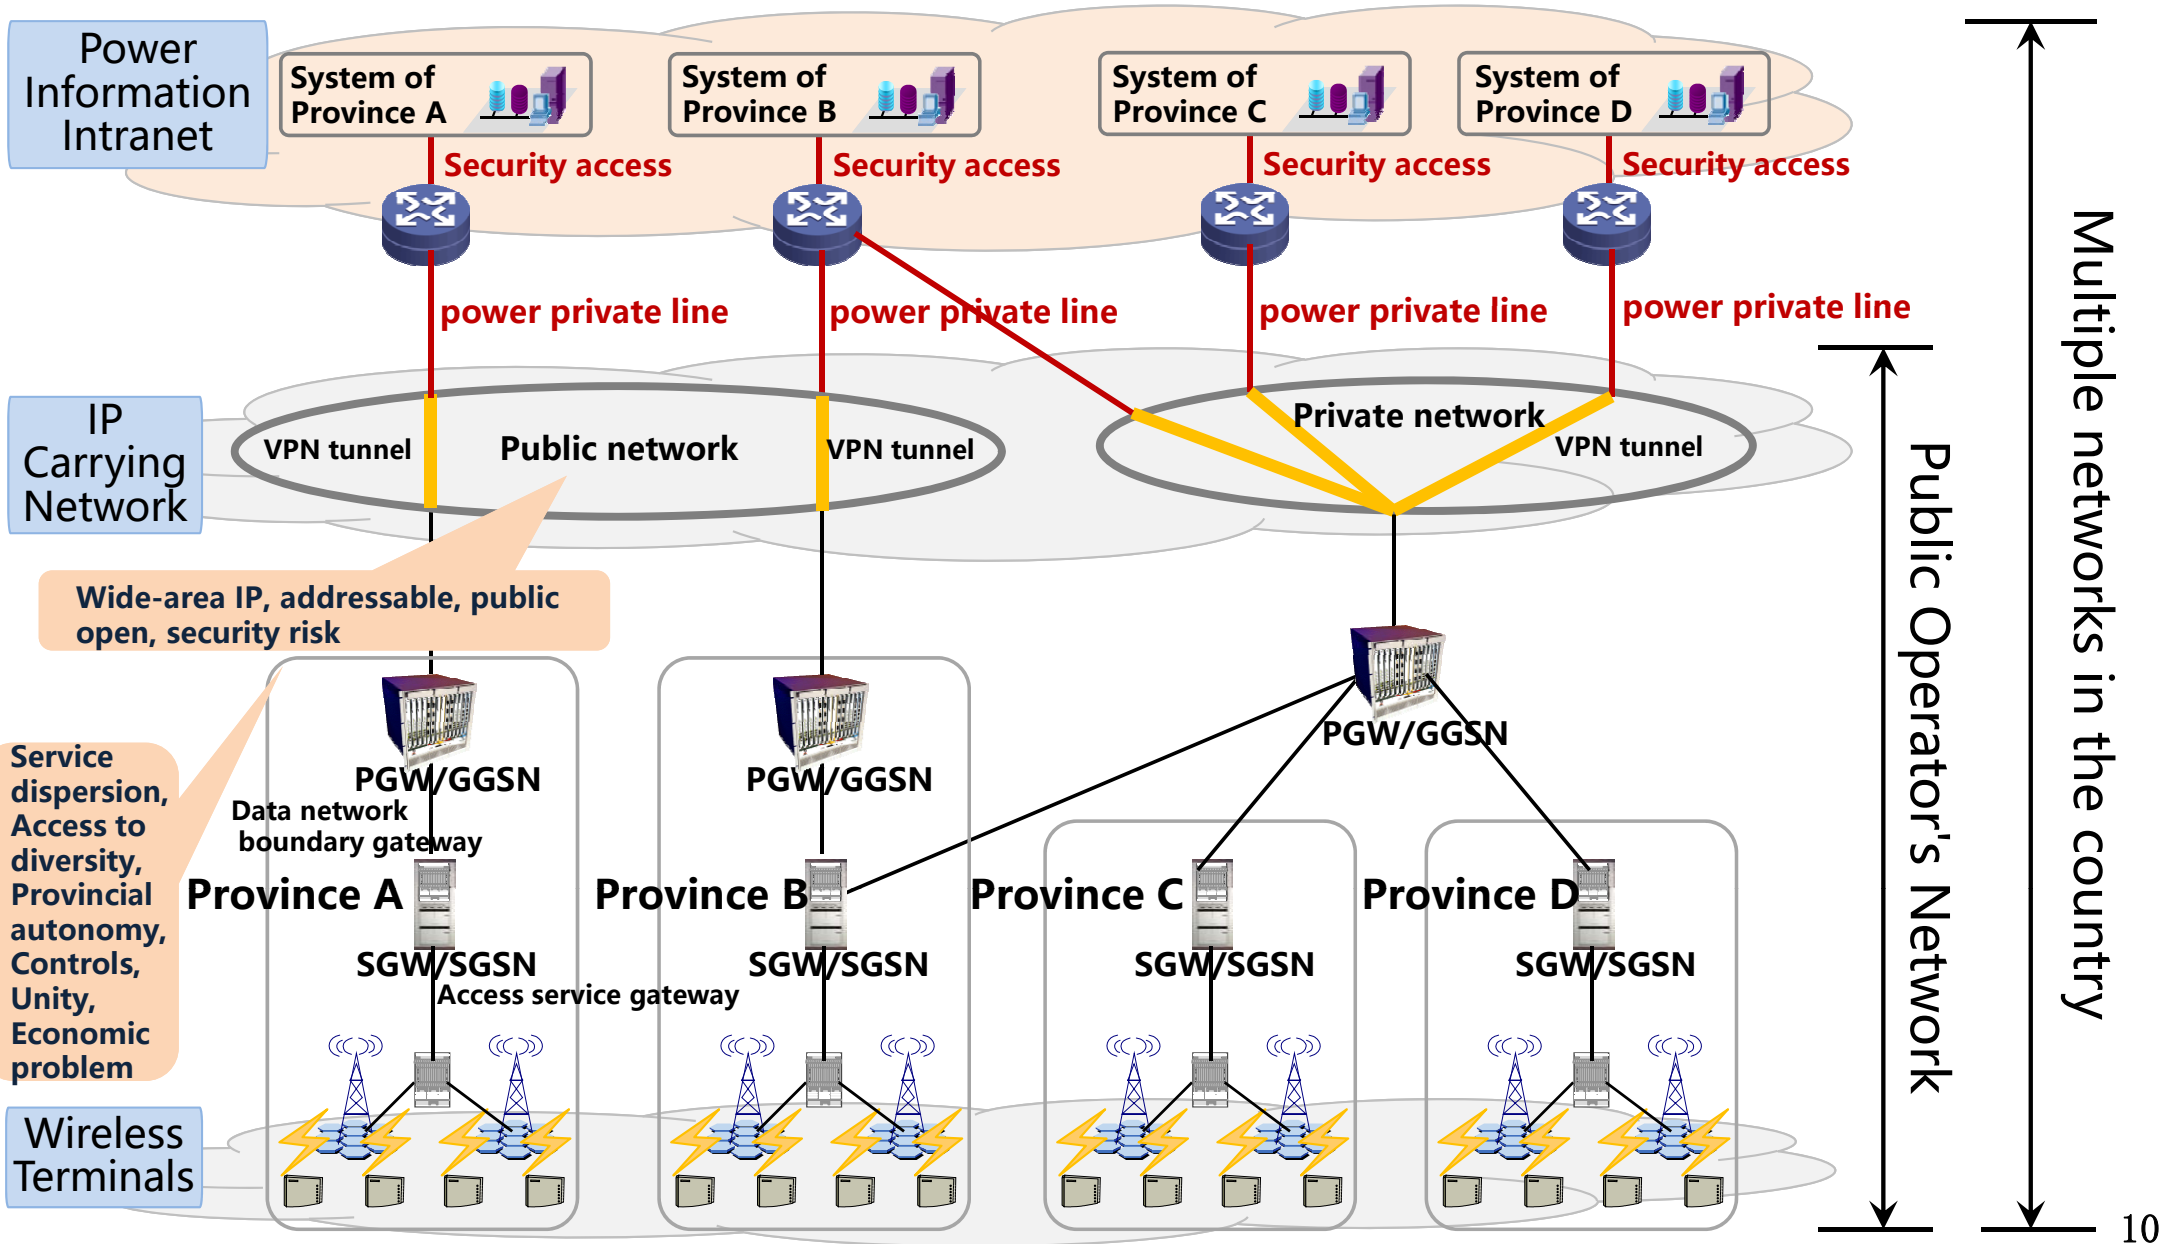 Power
Information
Intranet
System of
Province A
System of
Province B
System of
Province C
System of
Province D
Security access
Security access
Security access
Security access
power private line
power private line
power private line
power private line
IP
Carrying
Network
VPN tunnel
Public network
VPN tunnel
Private network
VPN tunnel
Wide-area IP, addressable, public
open, security risk
PGW/GGSN
PGW/GGSN
PGW/GGSN
Data network
boundary gateway
Service
dispersion,
Access to
diversity,
Provincial
autonomy,
Controls,
Unity,
Economic
problem
Province A
Province B
Province C
Province D
SGW/SGSN
SGW/SGSN
SGW/SGSN
SGW/SGSN
Access service gateway
Wireless
Terminals
Public Operator's Network
Multiple networks in the country
10